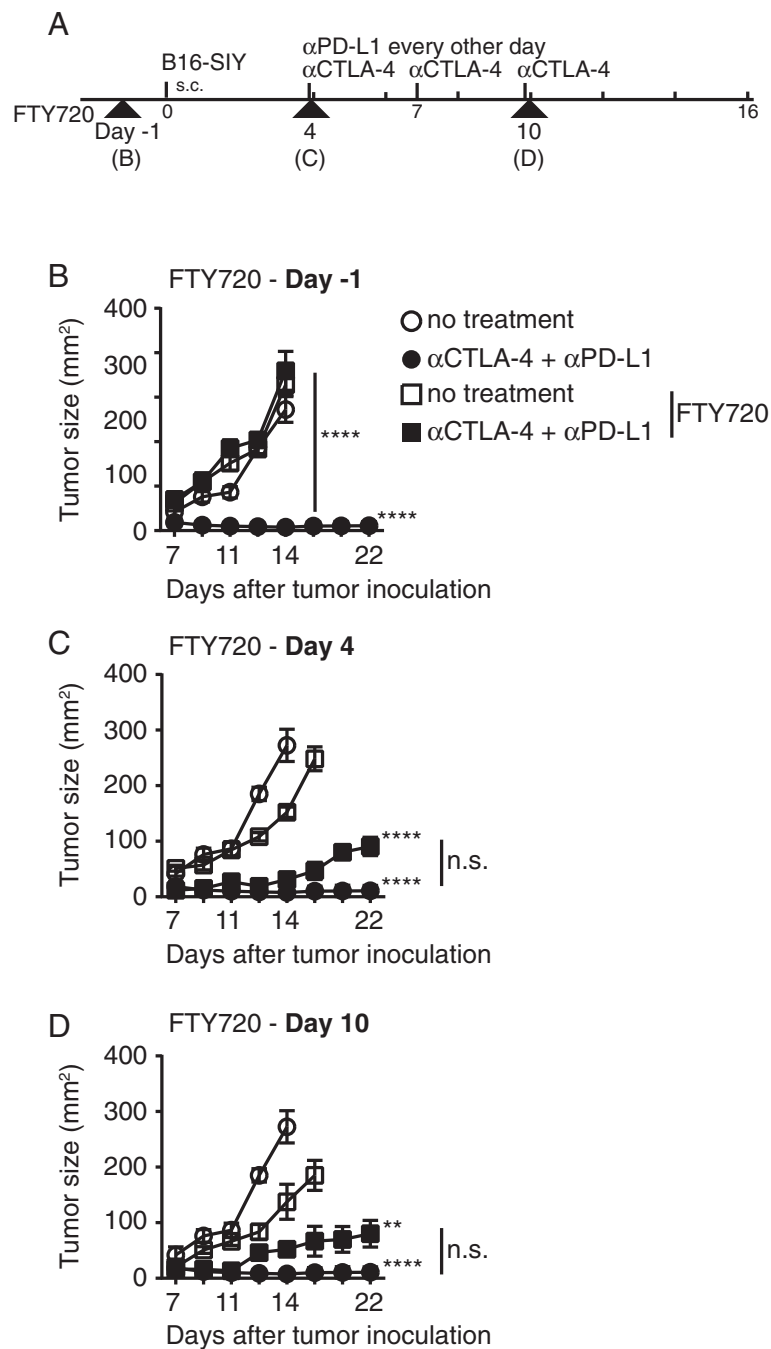 A
αPD-L1 every other day
B16-SIY αCTLA-4 αCTLA-4 αCTLA-4
s.c.
FTY720 0 7 16
Day -1 4 10
(B) (C) (D)
B FTY720 - Day -1
Tumor size (mm²)
400
300
200
100
0
7 11 14 22
Days after tumor inoculation
****
****
no treatment
αCTLA-4 + αPD-L1
no treatment
αCTLA-4 + αPD-L1
FTY720
C FTY720 - Day 4
Tumor size (mm²)
400
300
200
100
0
7 11 14 22
Days after tumor inoculation
****
****
n.s.
D FTY720 - Day 10
Tumor size (mm²)
400
300
200
100
0
7 11 14 22
Days after tumor inoculation
**
****
n.s.